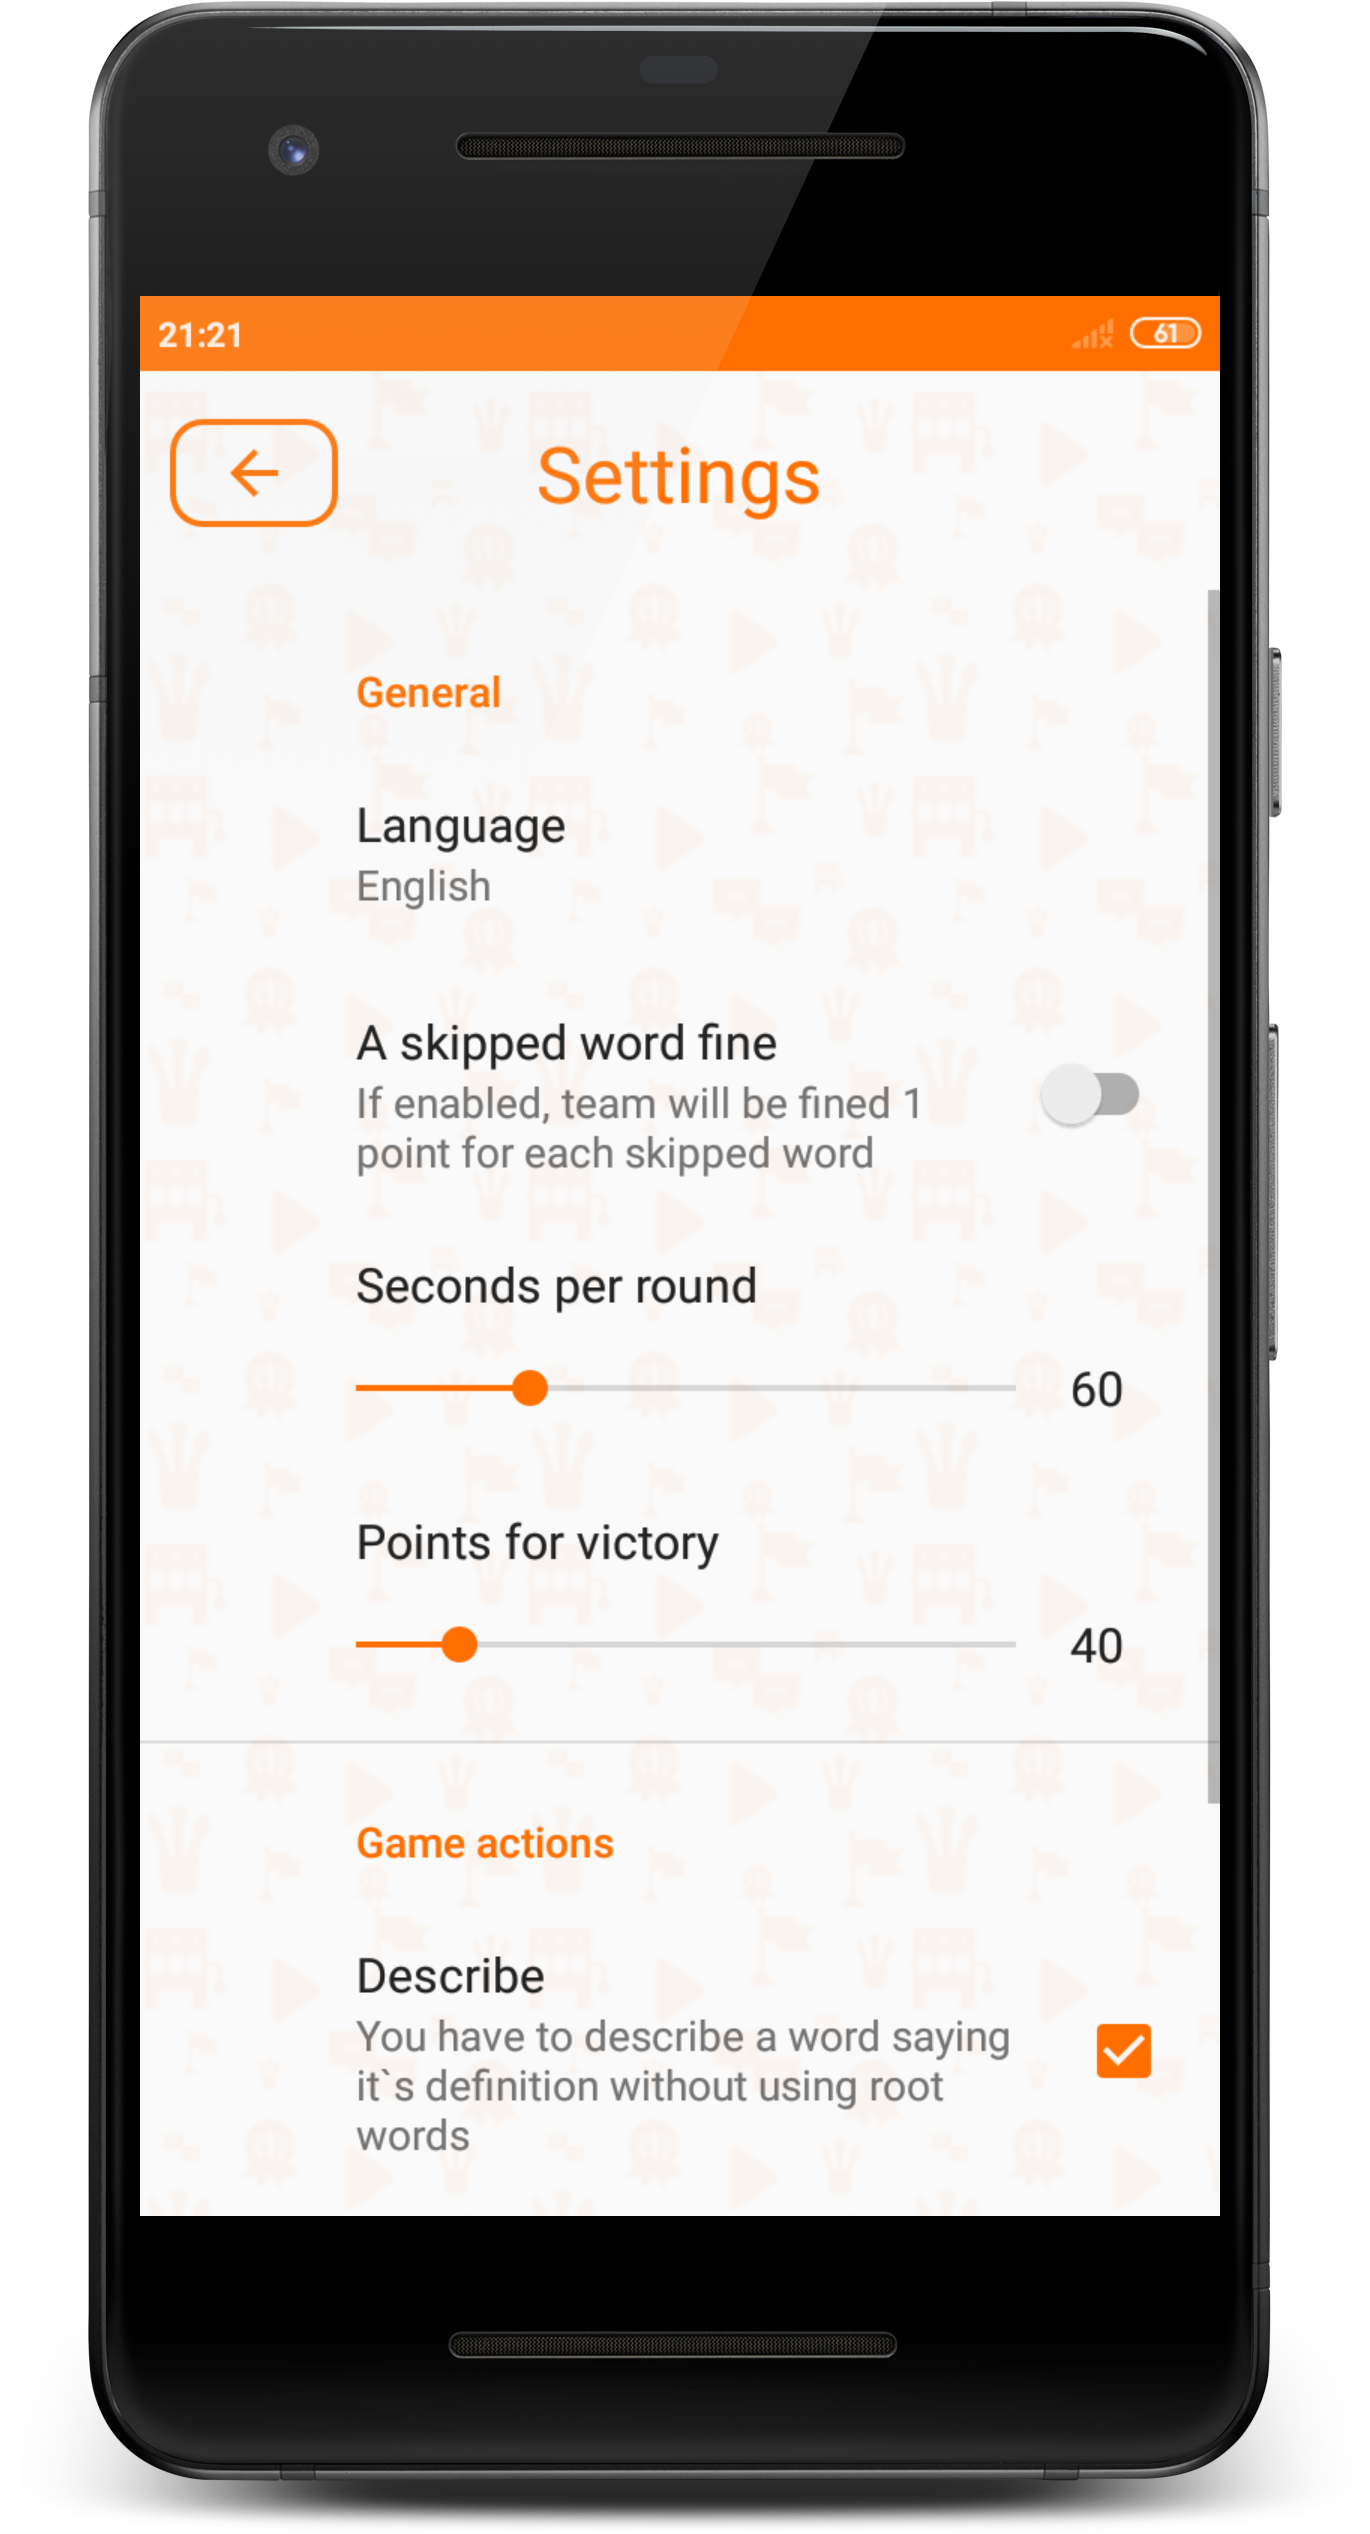 21:21
61
Settings
General
Language
English
A skipped word fine
If enabled, team will be fined 1
point for each skipped word
Seconds per round
60
Points for victory
40
Game actions
Describe
You have to describe a word saying
it`s definition without using root
words